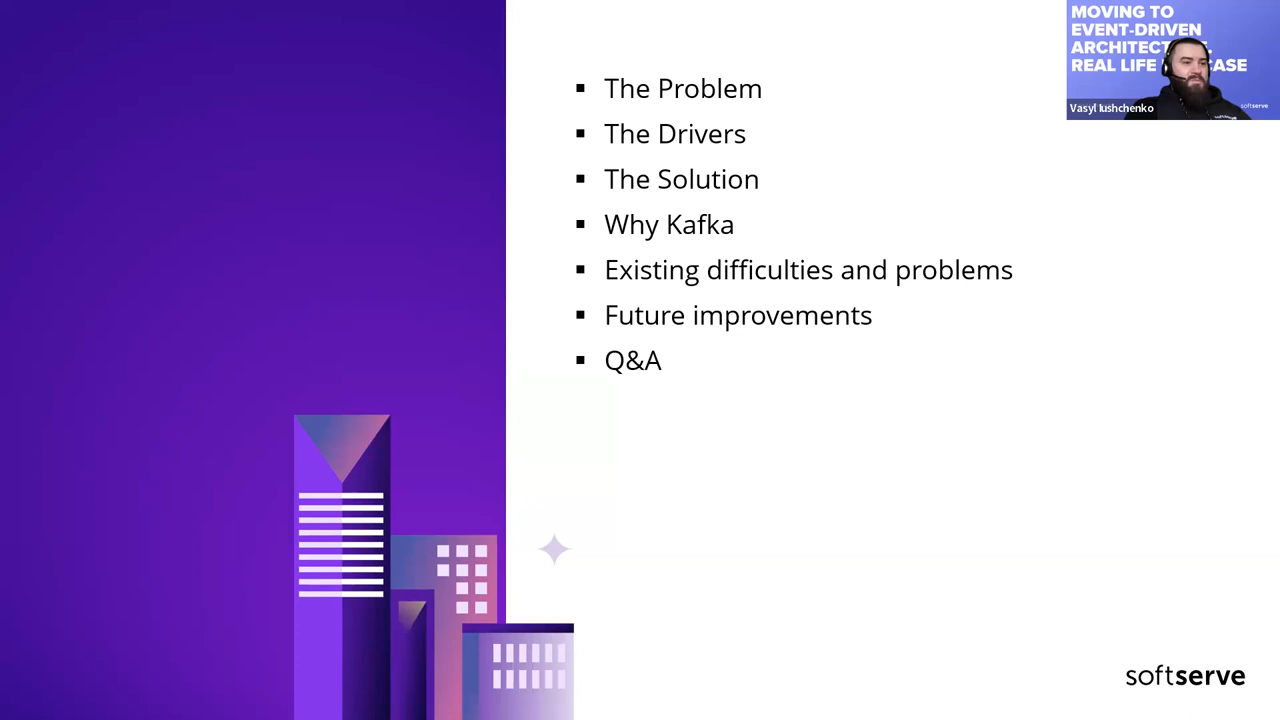 The Problem
The Drivers
The Solution
Why Kafka
Existing difficulties and problems
Future improvements
Q&A
MOVING TO
EVENT-DRIVEN
REAL LIFE
Vasyl Iushchenko
softserve
softserve